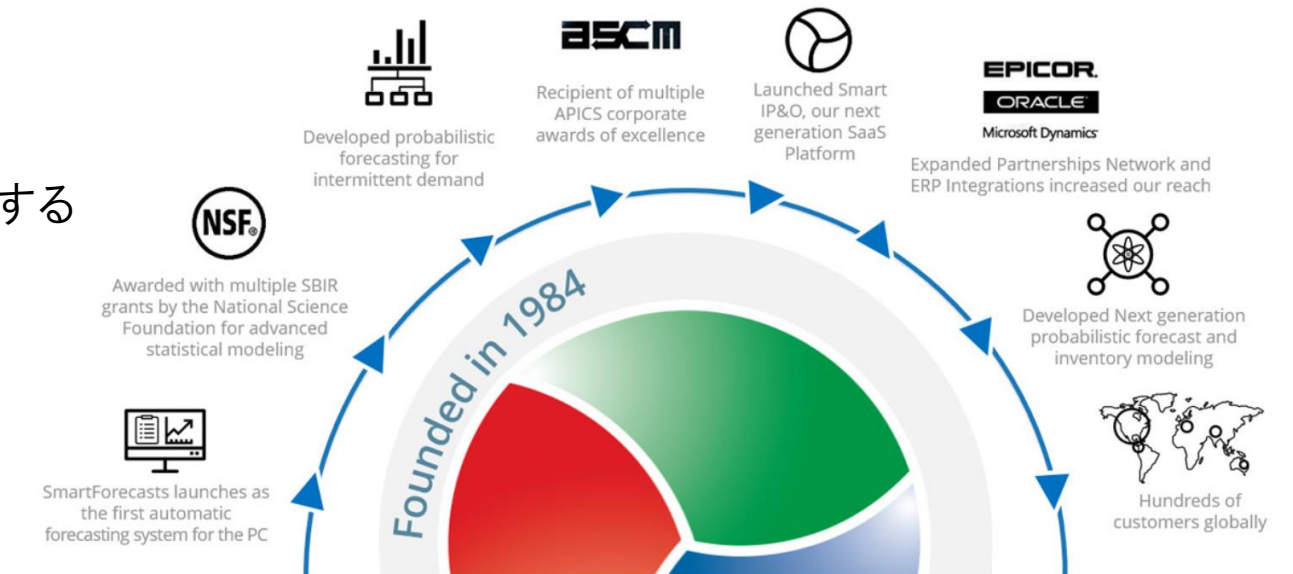 する
SmartForecasts launches as
the first automatic
forecasting system for the PC
NSF®
Awarded with multiple SBIR
grants by the National Science
Foundation for advanced
statistical modeling
Developed probabilistic
forecasting for
intermittent demand
ascm
Recipient of multiple
APICS corporate
awards of excellence
Launched Smart
IP&O, our next
generation SaaS
Platform
EPICOR.
ORACLE
Microsoft Dynamics
Expanded Partnerships Network and
ERP Integrations increased our reach
Developed Next generation
probabilistic forecast and
inventory modeling
Hundreds of
customers globally
Founded in 1984